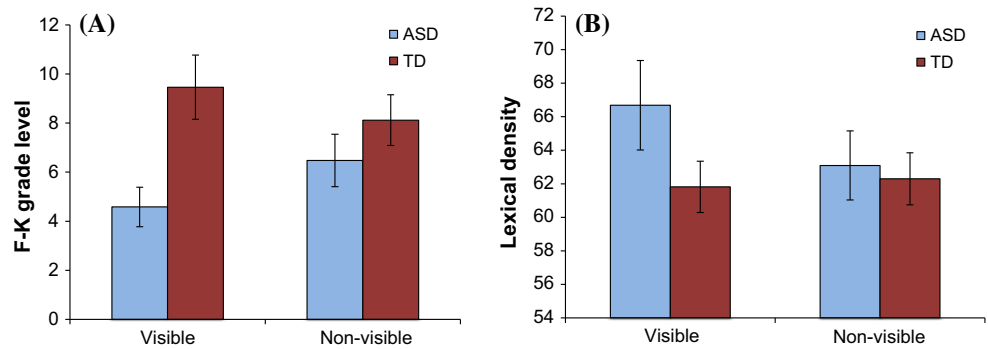 (A)
F-K grade level
12
10
8
6
4
2
0
ASD
TD
Visible
Non-visible
(B)
Lexical density
72
70
68
66
64
62
60
58
56
54
ASD
TD
Visible
Non-visible